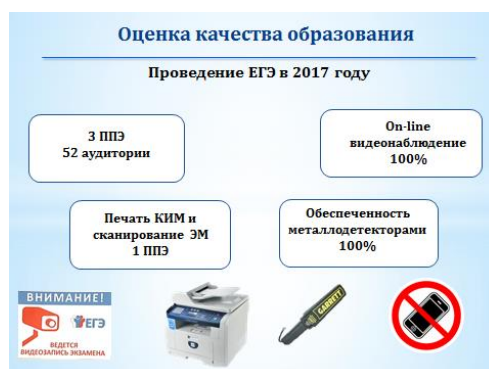 Оценка качества образования
Проведение ЕГЭ в 2017 году
3 ППЭ
52 аудитории
On-line
видеонаблюдение
100%
Печать КИМ и
сканирование ЭМ
1 ППЭ
Обеспеченность
металлодетекторами
100%
ВНИМАНИЕ!
ЕГЭ
ВЕДЕТСЯ
ВИДЕОЗАПИСЬ ЭКЗАМЕНА
GARRETT